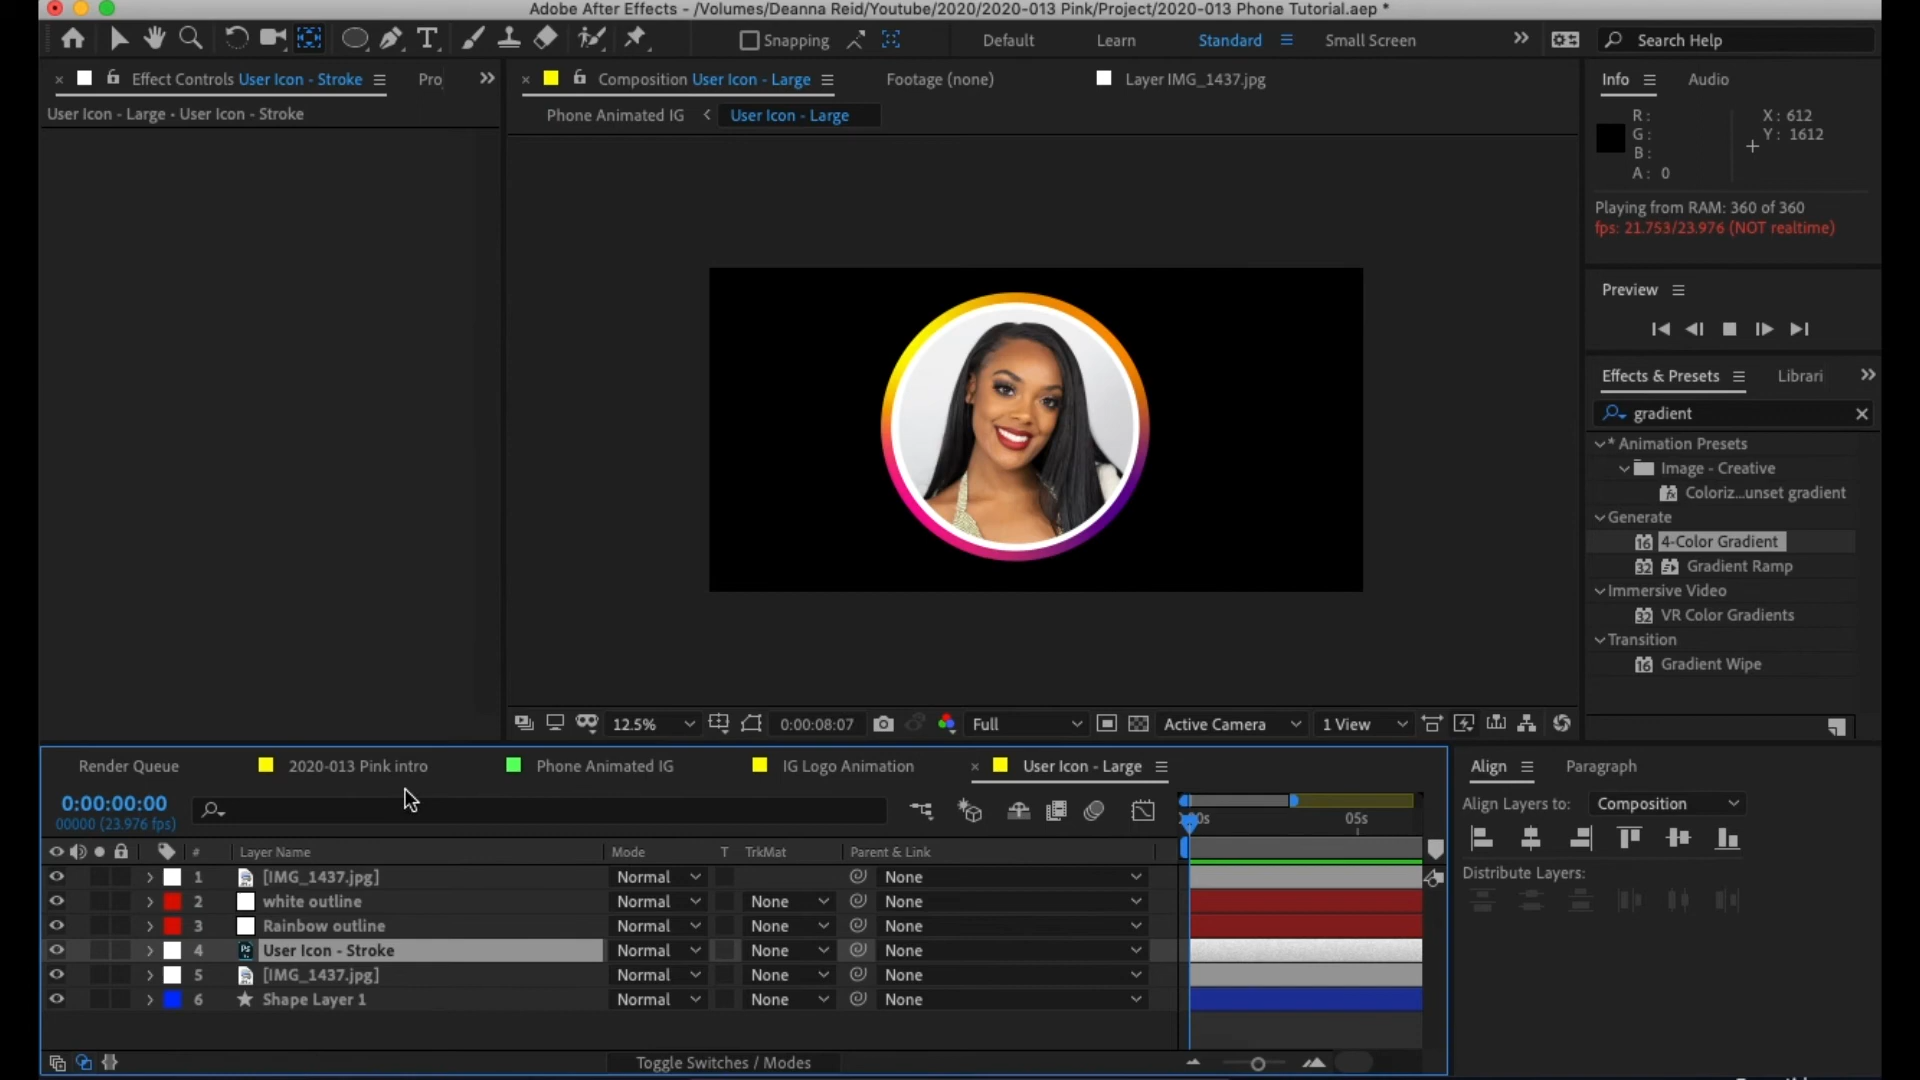 Adobe After Effects - /Volumes/Deanna Reid/Youtube/2020/2020-013 Pink/Project/2020-013 Phone Tutorial.aep *
Snapping
Default
Learn
Standard
Small Screen
Search Help
Effect Controls User Icon - Stroke
Pro
Composition User Icon - Large
Footage (none)
Layer IMG_1437.jpg
Info
Audio
User Icon - Large • User Icon - Stroke
Phone Animated IG
User Icon - Large
R :
G :
B :
A : 0
X : 612
Y : 1612
Playing from RAM: 360 of 360
fps: 21.753/23.976 (NOT realtime)
Preview
Effects & Presets
Librari
gradient
* Animation Presets
Image - Creative
Coloriz...unset gradient
Generate
16 4-Color Gradient
32 Gradient Ramp
Immersive Video
32 VR Color Gradients
Transition
16 Gradient Wipe
12.5%
0:00:08:07
Full
Active Camera
1 View
Render Queue
2020-013 Pink intro
Phone Animated IG
IG Logo Animation
User Icon - Large
Align
Paragraph
0:00:00:00
00000 (23.976 fps)
05s
Align Layers to:
Composition
# Layer Name
Mode
T TrkMat
Parent & Link
Distribute Layers:
1 [IMG_1437.jpg] Normal None
2 white outline Normal None None
3 Rainbow outline Normal None None
4 Ps User Icon - Stroke Normal None None
5 [IMG_1437.jpg] Normal None None
6 Shape Layer 1 Normal None None
Toggle Switches / Modes